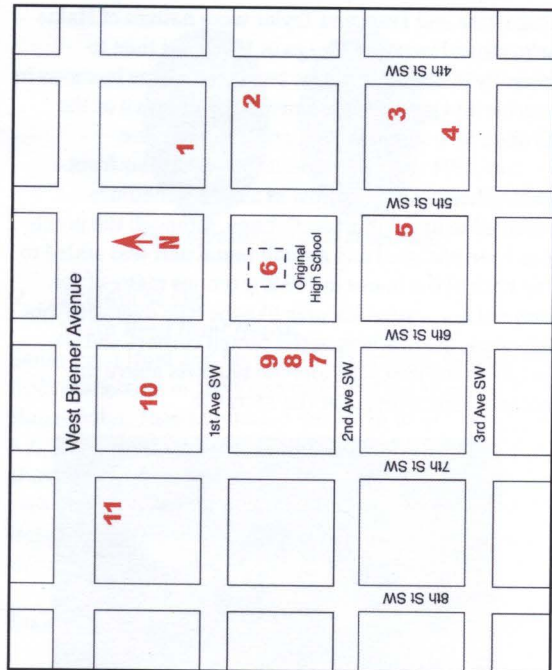 West Bremer Avenue
4th St SW
2
3
1
4
5th St SW
N
5
6
Original
High School
6th St SW
9
8
7
10
1st Ave SW
2nd Ave SW
3rd Ave SW
7th St SW
11
8th St SW